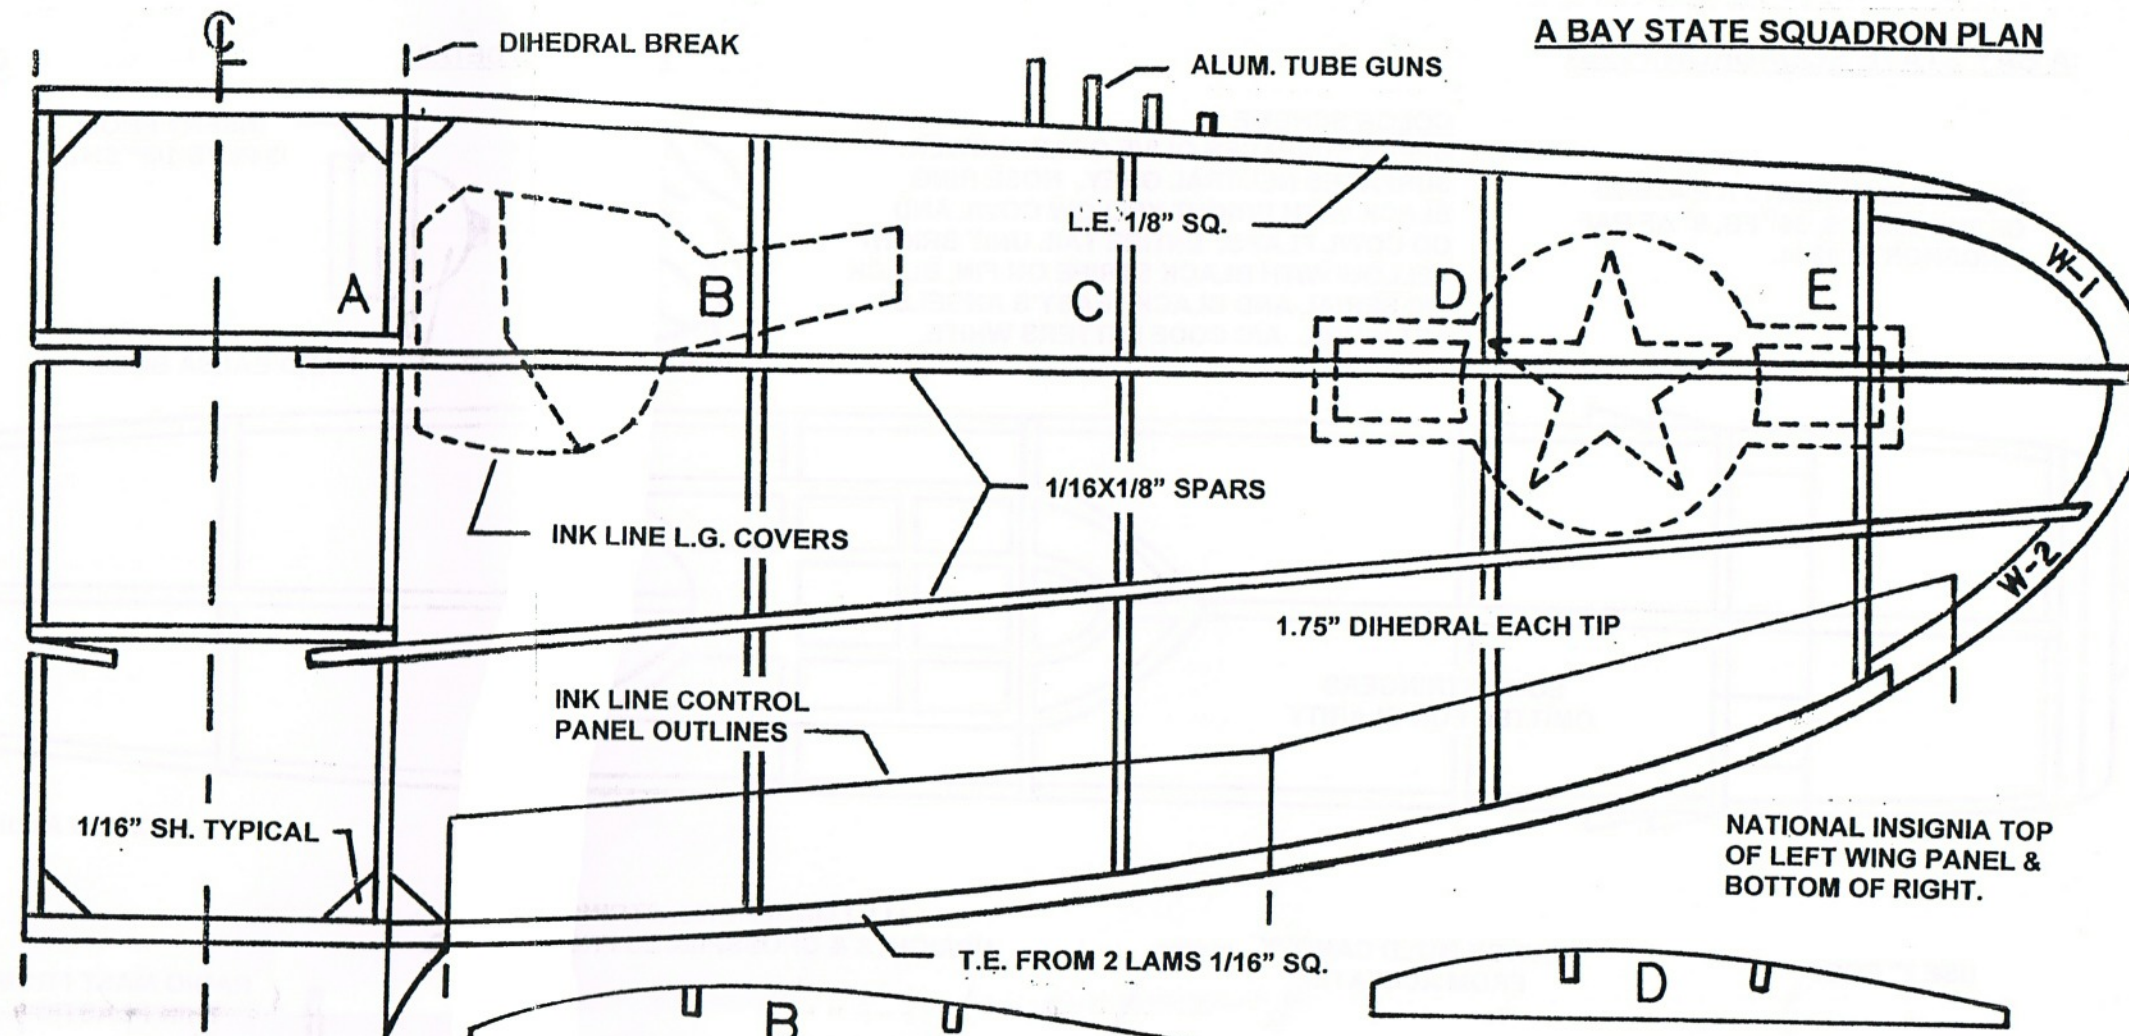 A BAY STATE SQUADRON PLAN
℄
DIHEDRAL BREAK
ALUM. TUBE GUNS
L.E. 1/8” SQ.
A
B
C
D
E
W-1
1/16X1/8” SPARS
INK LINE L.G. COVERS
W-2
1.75” DIHEDRAL EACH TIP
INK LINE CONTROL
PANEL OUTLINES
1/16” SH. TYPICAL
NATIONAL INSIGNIA TOP
OF LEFT WING PANEL &
BOTTOM OF RIGHT.
T.E. FROM 2 LAMS 1/16” SQ.
B
D